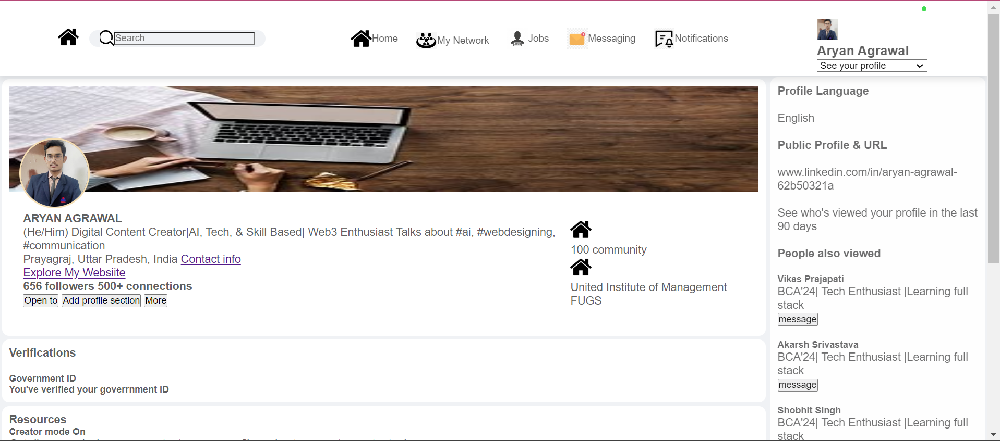 Search
Home
My Network
JOB
Jobs
1
Messaging
Notifications
Aryan Agrawal
See your profile
ARYAN AGRAWAL
(He/Him) Digital Content Creator|AI, Tech, & Skill Based| Web3 Enthusiast Talks about #ai, #webdesigning,
#communication
Prayagraj, Uttar Pradesh, India Contact info
Explore My Websiite
656 followers 500+ connections
Open to Add profile section More
100 community
United Institute of Management
FUGS
Verifications
Government ID
You've verified your goverrnment ID
Resources
Creator mode On
Profile Language
English
Public Profile & URL
www.linkedin.com/in/aryan-agrawal-
62b50321a
See who's viewed your profile in the last
90 days
People also viewed
Vikas Prajapati
BCA'24| Tech Enthusiast |Learning full
stack
message
Akarsh Srivastava
BCA'24| Tech Enthusiast |Learning full
stack
message
Shobhit Singh
BCA'24| Tech Enthusiast |Learning full
stack